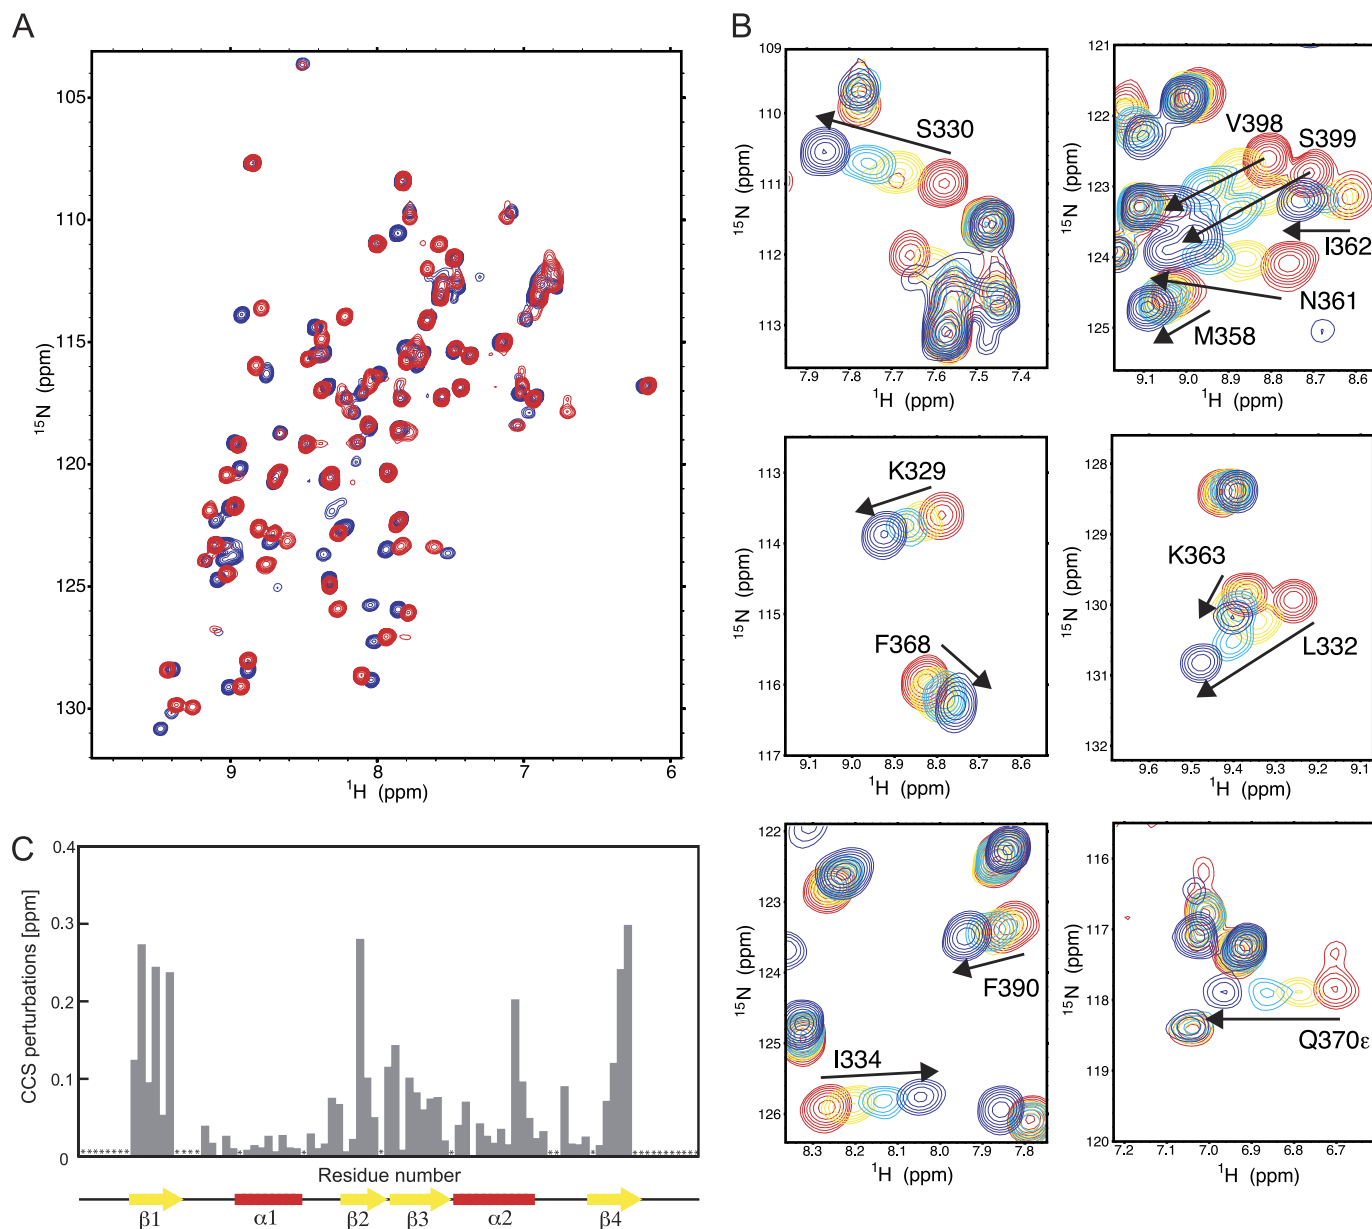 A
105
110
115
120
125
130
15N (ppm)
9
8
7
6
1H (ppm)
B
109
110
111
112
113
15N (ppm)
S330
7.9
7.8
7.7
7.6
7.5
7.4
1H (ppm)
121
122
123
124
125
15N (ppm)
V398
S399
I362
N361
M358
9.1
9.0
8.9
8.8
8.7
8.6
1H (ppm)
113
114
115
116
117
15N (ppm)
K329
F368
9.1
9.0
8.9
8.8
8.7
8.6
1H (ppm)
128
129
130
131
132
15N (ppm)
K363
L332
9.6
9.5
9.4
9.3
9.2
9.1
1H (ppm)
122
123
124
125
126
15N (ppm)
F390
I334
8.3
8.2
8.1
8.0
7.9
7.8
1H (ppm)
116
117
118
119
120
15N (ppm)
Q370ε
7.2
7.1
7.0
6.9
6.8
6.7
1H (ppm)
C
0.4
0.3
0.2
0.1
0
CCS perturbations [ppm]
Residue number
β1 α1 β2 β3 α2 β4